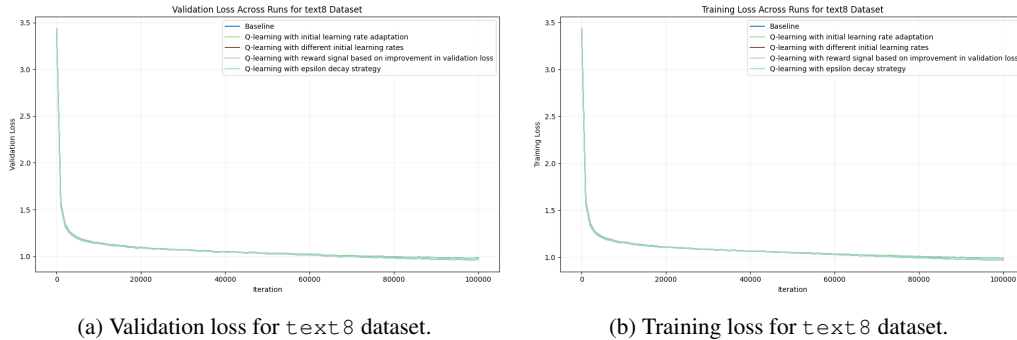 Validation Loss Across Runs for text8 Dataset
3.5
3.0
2.5
2.0
1.5
1.0
Validation Loss
Baseline
Q-learning with initial learning rate adaptation
Q-learning with different initial learning rates
Q-learning with reward signal based on improvement in validation loss
Q-learning with epsilon decay strategy
0 20000 40000 60000 80000 100000
Iteration
(a) Validation loss for text8 dataset.
Training Loss Across Runs for text8 Dataset
3.5
3.0
2.5
2.0
1.5
1.0
Training Loss
Baseline
Q-learning with initial learning rate adaptation
Q-learning with different initial learning rates
Q-learning with reward signal based on improvement in validation loss
Q-learning with epsilon decay strategy
0 20000 40000 60000 80000 100000
Iteration
(b) Training loss for text8 dataset.